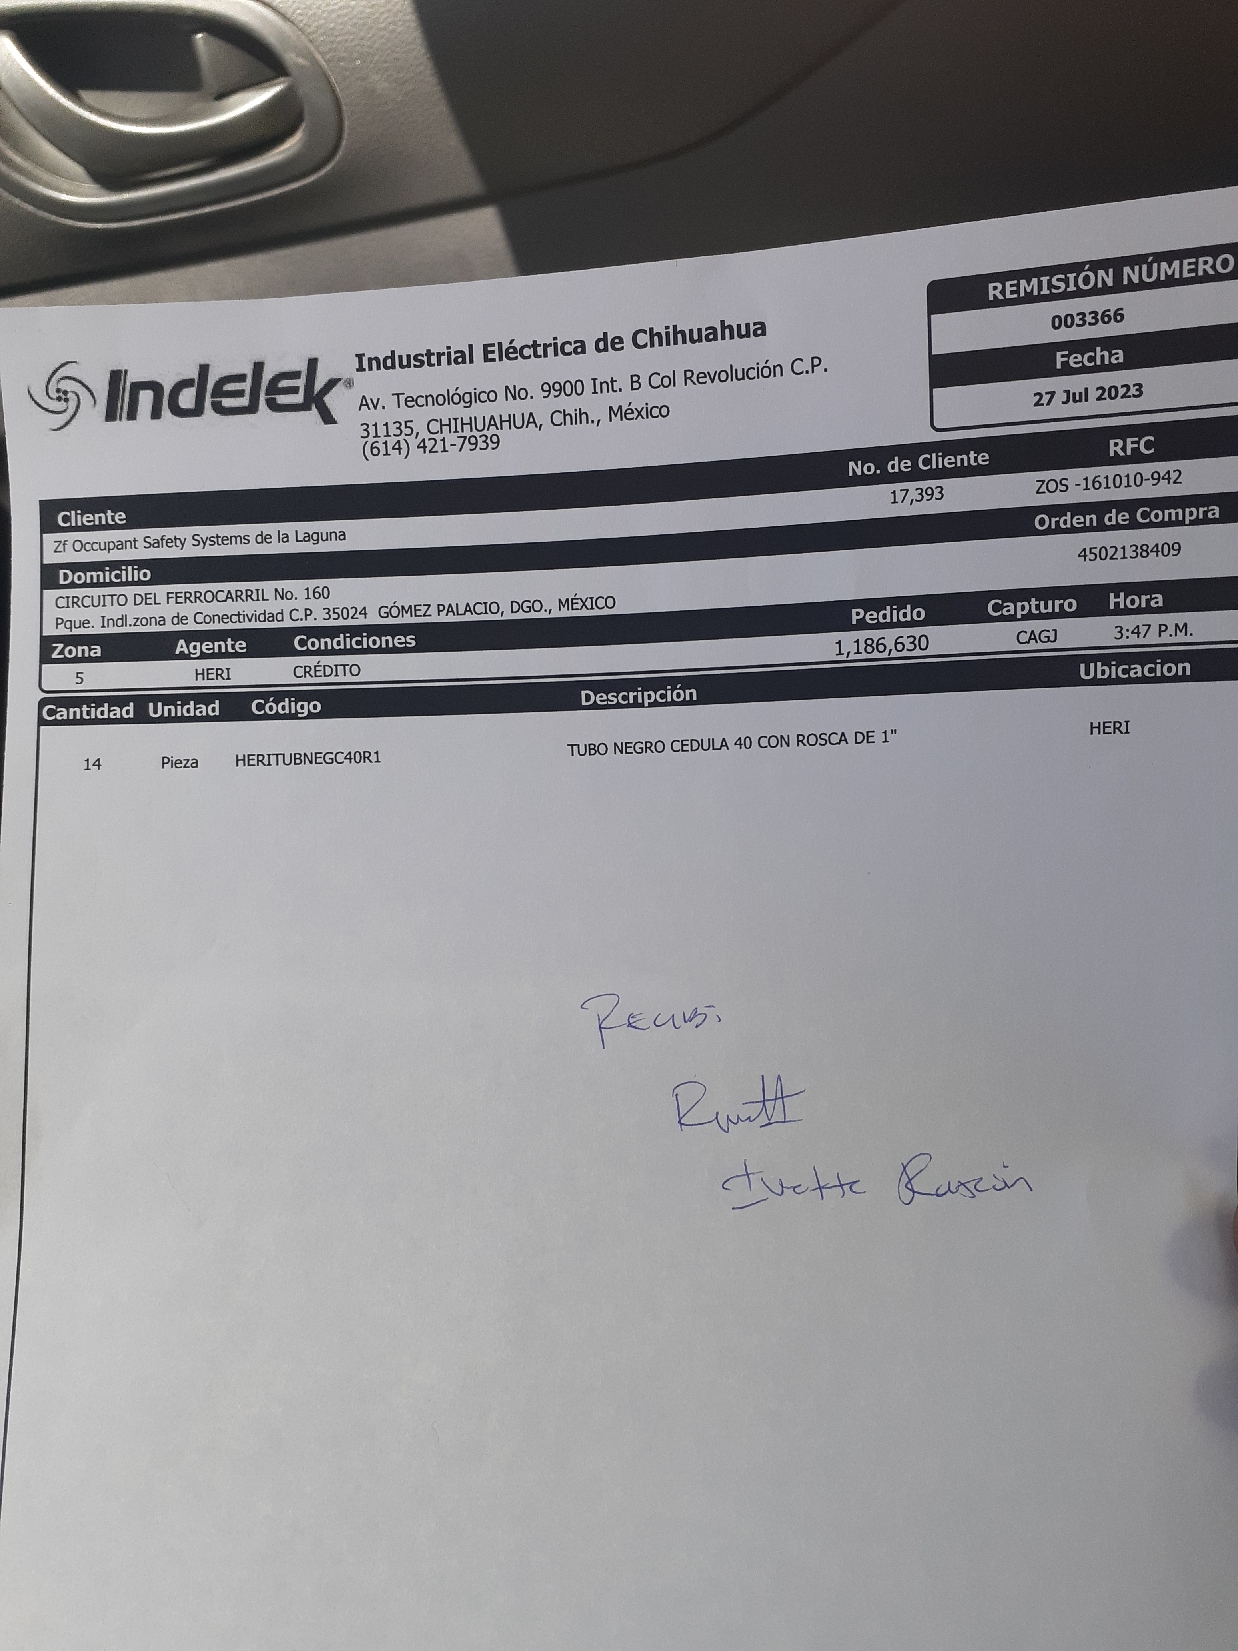 REMISIÓN NÚMERO
003366
Fecha
27 Jul 2023
Indelek®
Industrial Eléctrica de Chihuahua
Av. Tecnológico No. 9900 Int. B Col Revolución C.P.
31135, CHIHUAHUA, Chih., México
(614) 421-7939
Cliente No. de Cliente RFC
Zf Occupant Safety Systems de la Laguna 17,393 ZOS -161010-942
Domicilio Orden de Compra
CIRCUITO DEL FERROCARRIL No. 160 4502138409
Pque. Indl.zona de Conectividad C.P. 35024 GÓMEZ PALACIO, DGO., MÉXICO
Zona Agente Condiciones Pedido Capturo Hora
5 HERI CRÉDITO 1,186,630 CAGJ 3:47 P.M.
Cantidad Unidad Código Descripción Ubicacion
14 Pieza HERITUBNEGC40R1 TUBO NEGRO CEDULA 40 CON ROSCA DE 1" HERI
Recibí
Ivette Rascón